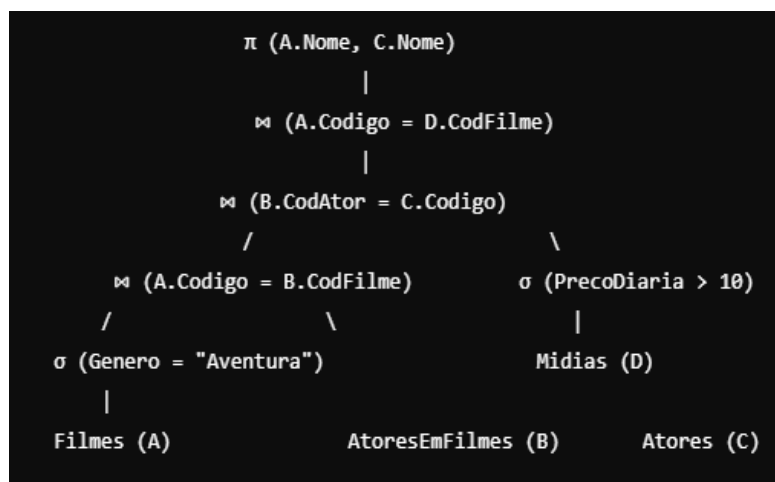 π (A.Nome, C.Nome)
|
⋈ (A.Codigo = D.CodFilme)
|
⋈ (B.CodAtor = C.Codigo)
/ \
⋈ (A.Codigo = B.CodFilme) σ (PrecoDiaria > 10)
/ \ |
σ (Genero = "Aventura") Midias (D)
|
Filmes (A) AtoresEmFilmes (B) Atores (C)